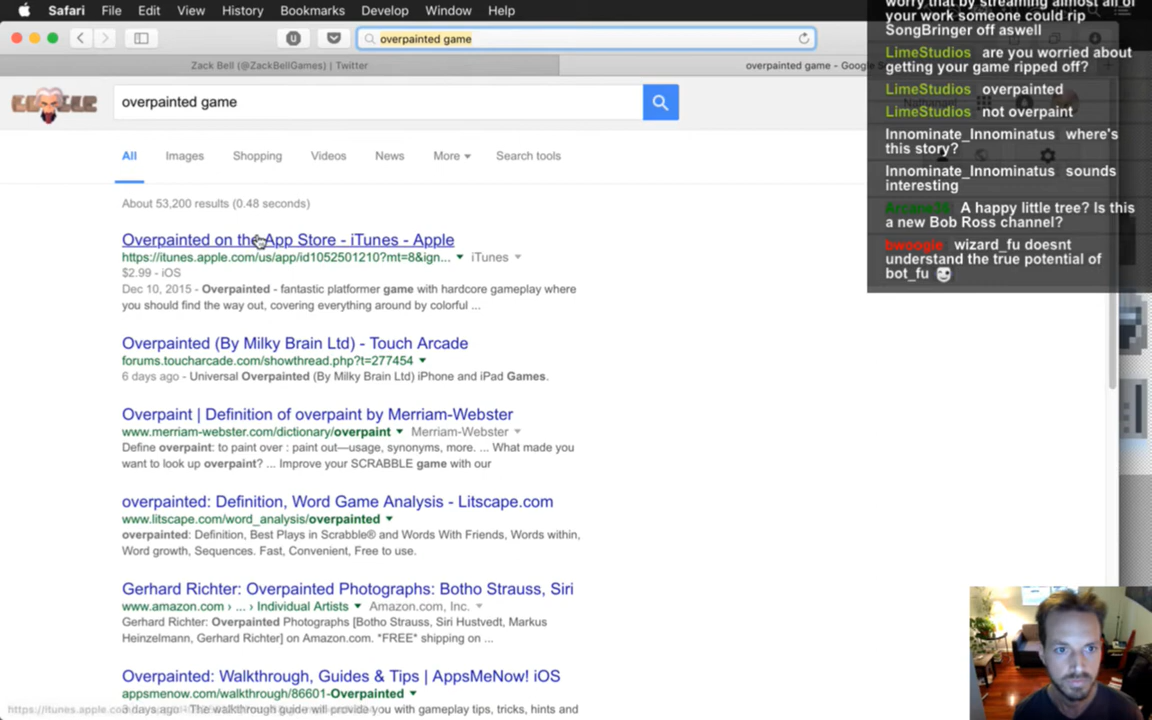 Safari File Edit View History Bookmarks Develop Window Help
overpainted game
Zack Bell (@ZackBellGames) | Twitter
overpainted game - Google
overpainted game
All Images Shopping Videos News More Search tools
About 53,200 results (0.48 seconds)
Overpainted on the App Store - iTunes - Apple
https://itunes.apple.com/us/app/id1052501210?mt=8&ign... iTunes
$2.99 - iOS
Dec 10, 2015 - Overpainted - fantastic platformer game with hardcore gameplay where
you should find the way out, covering everything around by colorful ...
Overpainted (By Milky Brain Ltd) - Touch Arcade
forums.toucharcade.com/showthread.php?t=277454
6 days ago - Universal Overpainted (By Milky Brain Ltd) iPhone and iPad Games.
Overpaint | Definition of overpaint by Merriam-Webster
www.merriam-webster.com/dictionary/overpaint Merriam-Webster
Define overpaint: to paint over : paint out—usage, synonyms, more. ... What made you
want to look up overpaint? ... Improve your SCRABBLE game with our
overpainted: Definition, Word Game Analysis - Litscape.com
www.litscape.com/word_analysis/overpainted
overpainted: Definition, Best Plays in Scrabble® and Words With Friends, Words within,
Word growth, Sequences. Fast, Convenient, Free to use.
Gerhard Richter: Overpainted Photographs: Botho Strauss, Siri
www.amazon.com › ... › Individual Artists Amazon.com, Inc.
Gerhard Richter: Overpainted Photographs [Botho Strauss, Siri Hustvedt, Markus
Heinzelmann, Gerhard Richter] on Amazon.com. *FREE* shipping on ...
Overpainted: Walkthrough, Guides & Tips | AppsMeNow! iOS
appsmenow.com/walkthrough/86601-Overpainted
3 days ago - The walkthrough guide will provide you with gameplay tips, tricks, hints and
https://itunes.apple.com
worry that by streaming almost all of
your work someone could rip
SongBringer off aswell
LimeStudios are you worried about
getting your game ripped off?
LimeStudios overpainted
LimeStudios not overpaint
Innominate_Innominatus where's
this story?
Innominate_Innominatus sounds
interesting
A happy little tree? Is this
a new Bob Ross channel?
bwoogie wizard_fu doesnt
understand the true potential of
bot_fu